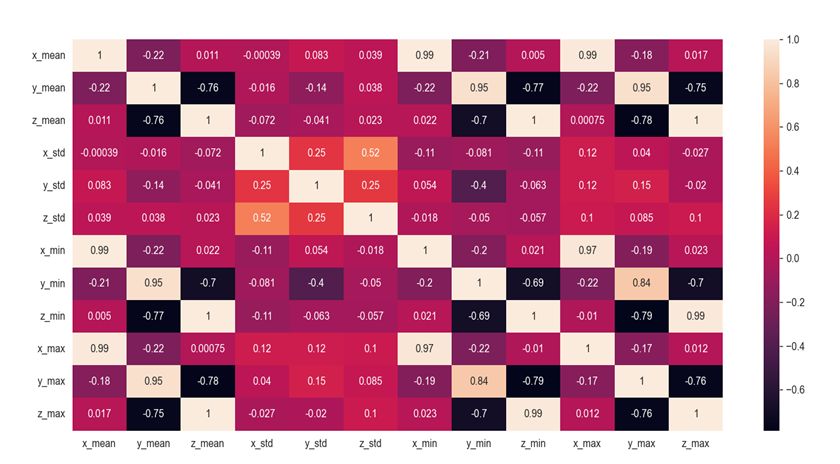 x_mean 1 -0.22 0.011 -0.00039 0.083 0.039 0.99 -0.21 0.005 0.99 -0.18 0.017
y_mean -0.22 1 -0.76 -0.016 -0.14 0.038 -0.22 0.95 -0.77 -0.22 0.95 -0.75
z_mean 0.011 -0.76 1 -0.072 -0.041 0.023 0.022 -0.7 1 0.00075 -0.78 1
x_std -0.00039 -0.016 -0.072 1 0.25 0.52 -0.11 -0.081 -0.11 0.12 0.04 -0.027
y_std 0.083 -0.14 -0.041 0.25 1 0.25 0.054 -0.4 -0.063 0.12 0.15 -0.02
z_std 0.039 0.038 0.023 0.52 0.25 1 -0.018 -0.05 -0.057 0.1 0.085 0.1
x_min 0.99 -0.22 0.022 -0.11 0.054 -0.018 1 -0.2 0.021 0.97 -0.19 0.023
y_min -0.21 0.95 -0.7 -0.081 -0.4 -0.05 -0.2 1 -0.69 -0.22 0.84 -0.7
z_min 0.005 -0.77 1 -0.11 -0.063 -0.057 0.021 -0.69 1 -0.01 -0.79 0.99
x_max 0.99 -0.22 0.00075 0.12 0.12 0.1 0.97 -0.22 -0.01 1 -0.17 0.012
y_max -0.18 0.95 -0.78 0.04 0.15 0.085 -0.19 0.84 -0.79 -0.17 1 -0.76
z_max 0.017 -0.75 1 -0.027 -0.02 0.1 0.023 -0.7 0.99 0.012 -0.76 1
x_mean y_mean z_mean x_std y_std z_std x_min y_min z_min x_max y_max z_max
1.0
0.8
0.6
0.4
0.2
0.0
−0.2
−0.4
−0.6